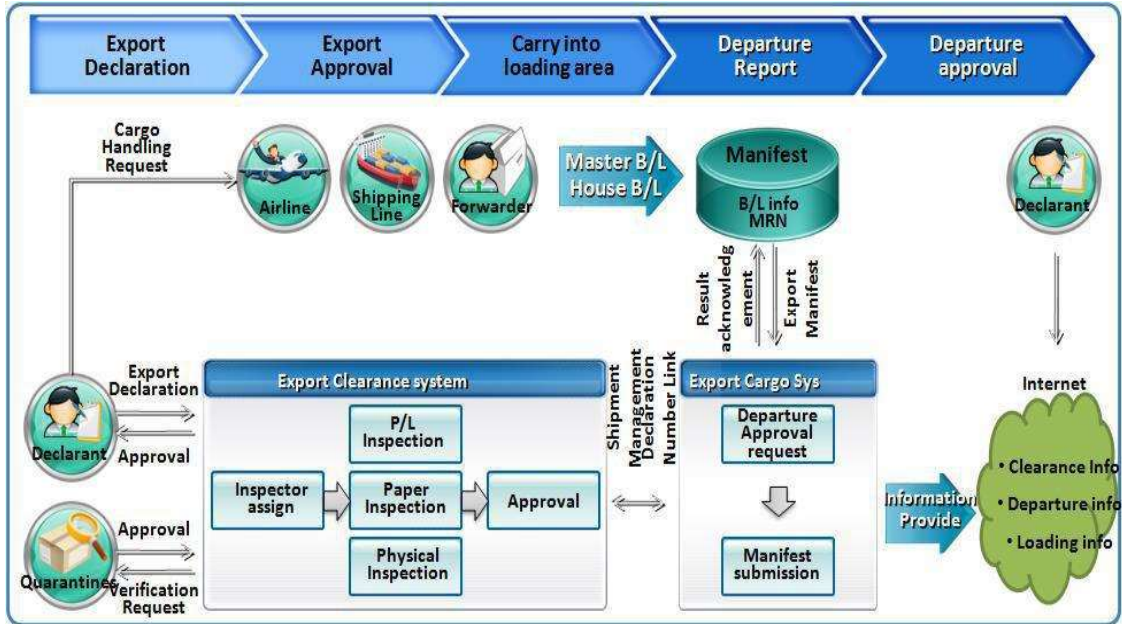 Export
Declaration
Export
Approval
Carry into
loading area
Departure
Report
Departure
approval
Cargo
Handling
Request
Airline
Shipping
Line
Forwarder
Master B/L
House B/L
Manifest
B/L info
MRN
Declarant
Result
acknowledg
ement
Export
Manifest
Export
Declaration
Declarant
Approval
Approval
Quarantines
Verification
Request
Export Clearance system
P/L
Inspection
Inspector
assign
Paper
Inspection
Approval
Physical
Inspection
Shipment
Management
Declaration
Number Link
Export Cargo Sys
Departure
Approval
request
Manifest
submission
Information
Provide
Internet
• Clearance Info
• Departure info
• Loading info